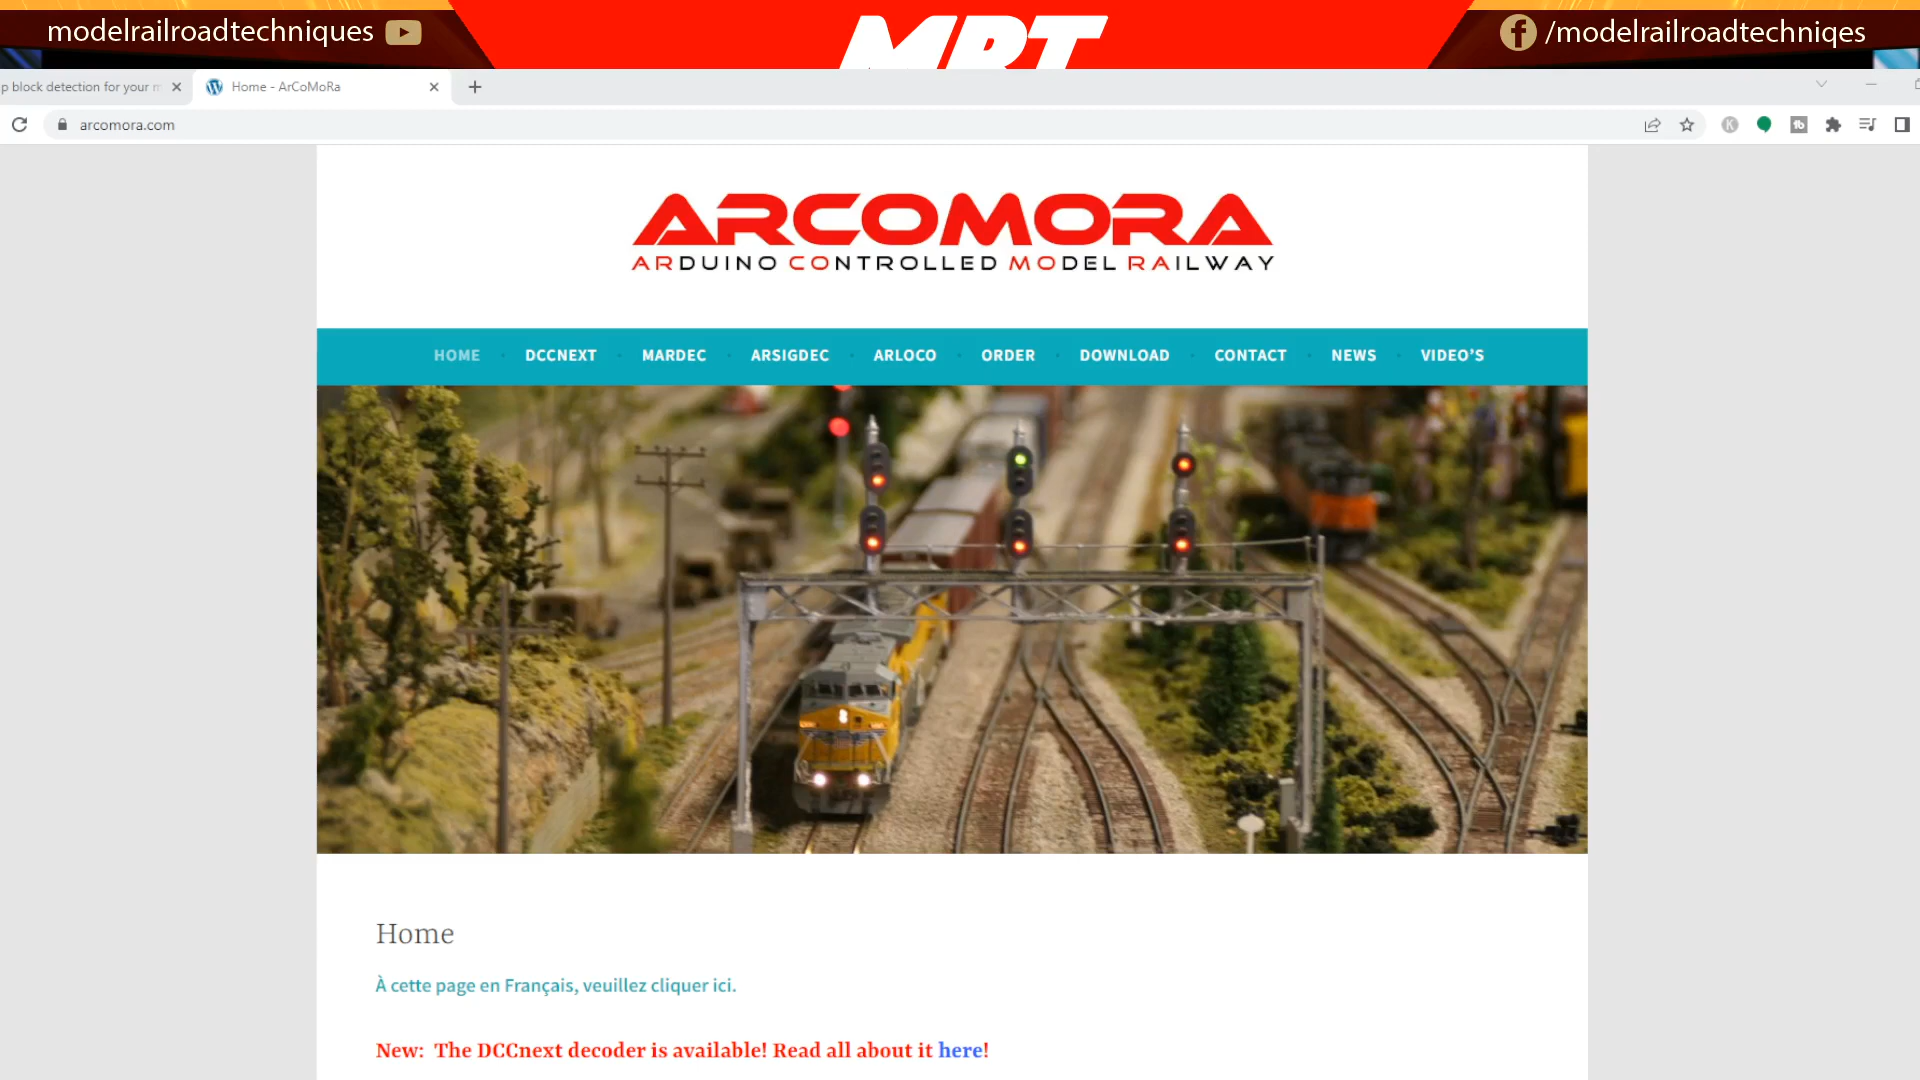 modelrailroadtechniques
MRT
/modelrailroadtechniqes
p block detection for your m
Home - ArCoMoRa
arcomora.com
ARCOMORA
ARDUINO CONTROLLED MODEL RAILWAY
HOME DCCNEXT MARDEC ARSIGDEC ARLOCO ORDER DOWNLOAD CONTACT NEWS VIDEO'S
Home
À cette page en Français, veuillez cliquer ici.
New: The DCCnext decoder is available! Read all about it here!